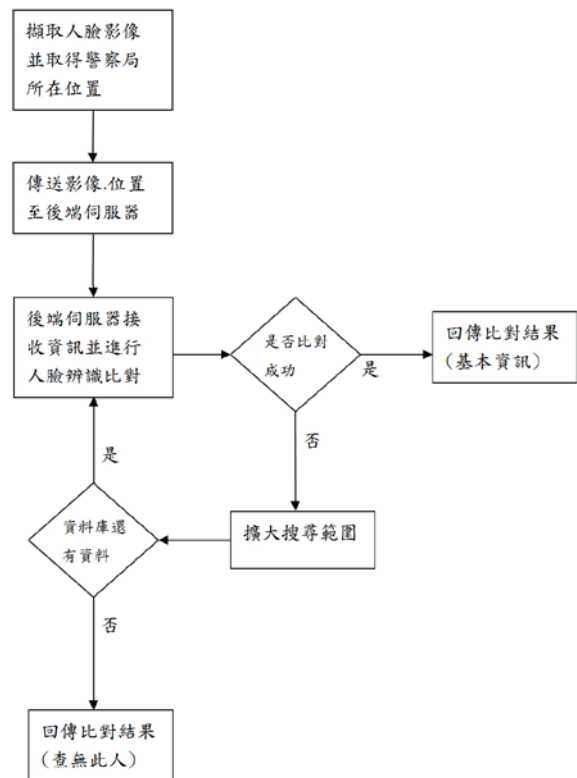 擷取人臉影像
並取得警察局
所在位置
傳送影像.位置
至後端伺服器
後端伺服器接
收資訊並進行
人臉辨識比對
是否比對
成功
是
回傳比對結果
(基本資訊)
否
擴大搜尋範圍
資料庫還
有資料
是
否
回傳比對結果
(查無此人)